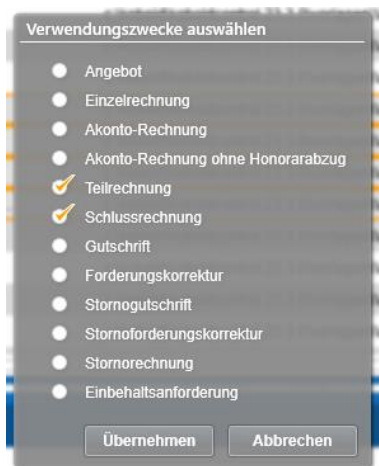 Verwendungszwecke auswählen
Angebot
Einzelrechnung
Akonto-Rechnung
Akonto-Rechnung ohne Honorarabzug
Teilrechnung
Schlussrechnung
Gutschrift
Forderungskorrektur
Stornogutschrift
Stornoforderungskorrektur
Stornorechnung
Einbehaltsanforderung
Übernehmen Abbrechen